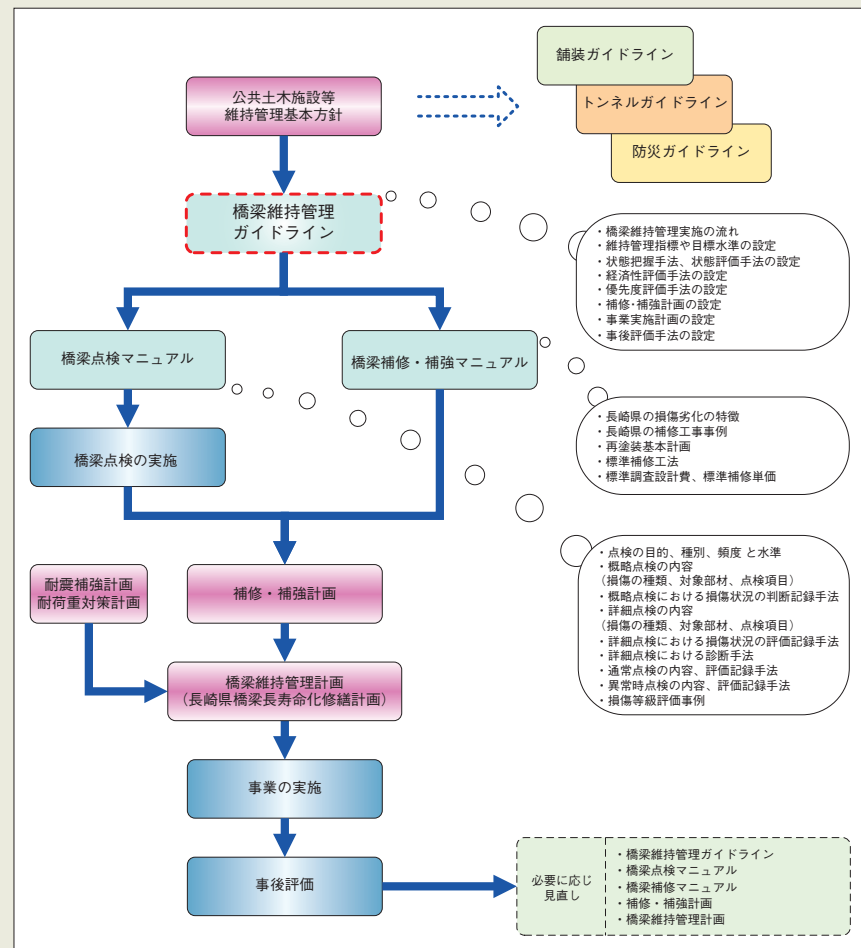 公共土木施設等
維持管理基本方針
舗装ガイドライン
トンネルガイドライン
防災ガイドライン
橋梁維持管理
ガイドライン
・橋梁維持管理実施の流れ
・維持管理指標や目標水準の設定
・状態把握手法、状態評価手法の設定
・経済性評価手法の設定
・優先度評価手法の設定
・補修・補強計画の設定
・事業実施計画の設定
・事後評価手法の設定
橋梁点検マニュアル
橋梁補修・補強マニュアル
・長崎県の損傷劣化の特徴
・長崎県の補修工事事例
・再塗装基本計画
・標準補修工法
・標準調査設計費、標準補修単価
橋梁点検の実施
・点検の目的、種別、頻度 と水準
・概略点検の内容
(損傷の種類、対象部材、点検項目)
・概略点検における損傷状況の判断記録手法
・詳細点検の内容
(損傷の種類、対象部材、点検項目)
・詳細点検における損傷状況の評価記録手法
・詳細点検における診断手法
・通常点検の内容、評価記録手法
・異常時点検の内容、評価記録手法
・損傷等級評価事例
耐震補強計画
耐荷重対策計画
補修・補強計画
橋梁維持管理計画
(長崎県橋梁長寿命化修繕計画)
事業の実施
事後評価
必要に応じ
見直し
・橋梁維持管理ガイドライン
・橋梁点検マニュアル
・橋梁補修マニュアル
・補修・補強計画
・橋梁維持管理計画